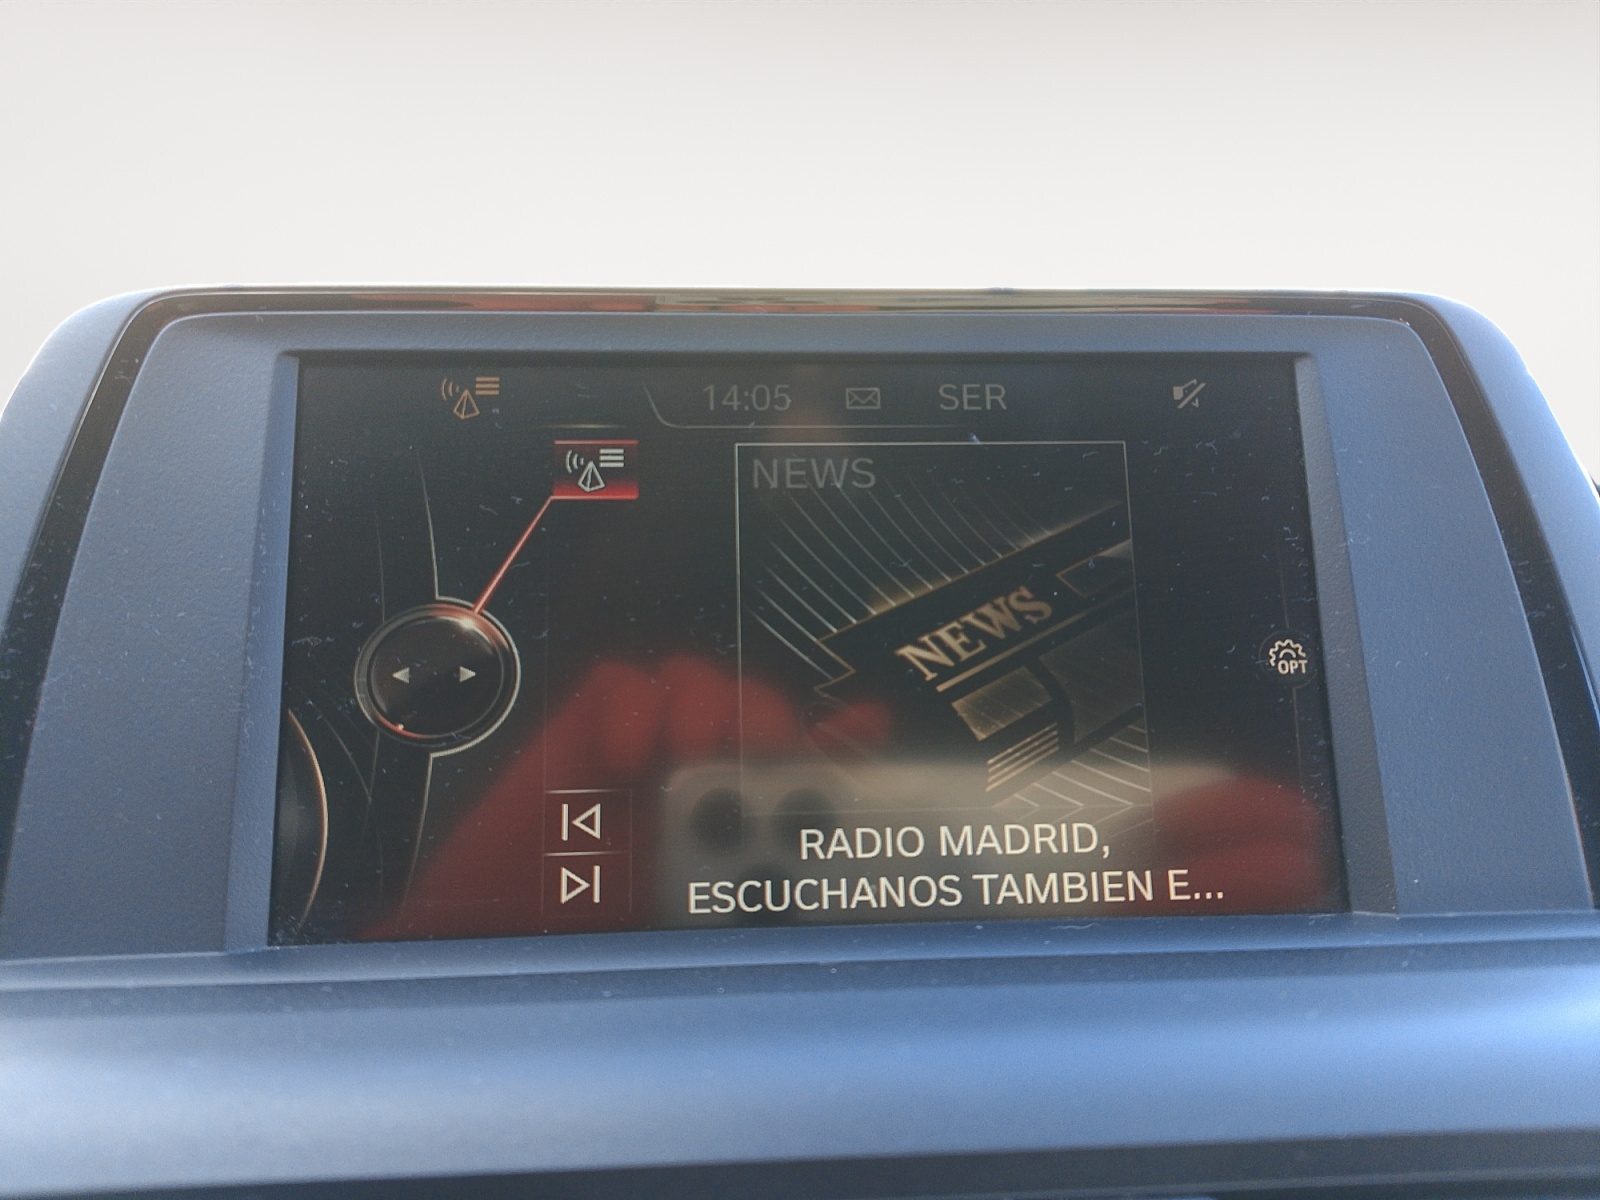 14:05 SER
NEWS
NEWS
OPT
RADIO MADRID,
ESCUCHANOS TAMBIEN E...